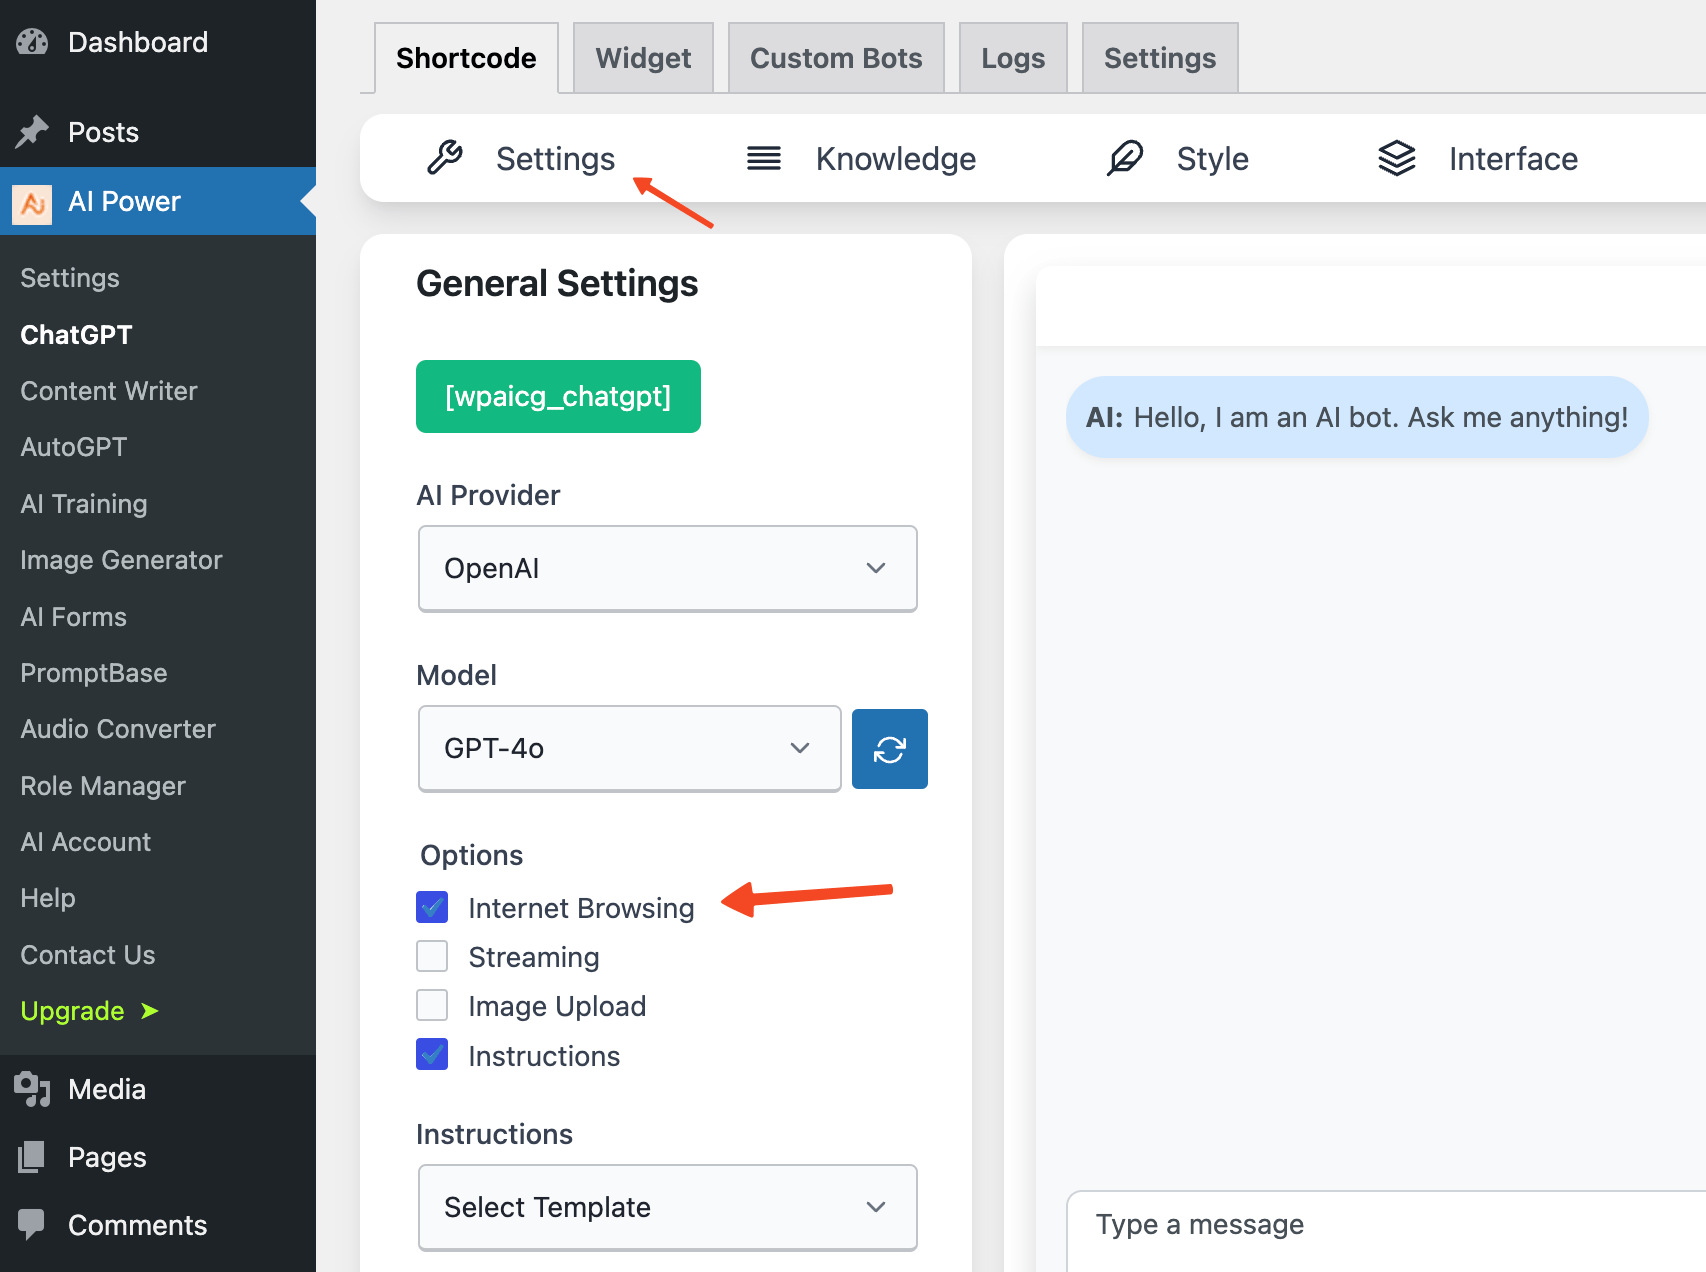 Dashboard
Posts
AI Power
Settings
ChatGPT
Content Writer
AutoGPT
AI Training
Image Generator
AI Forms
PromptBase
Audio Converter
Role Manager
AI Account
Help
Contact Us
Upgrade ➤
Media
Pages
Comments
Shortcode Widget Custom Bots Logs Settings
Settings Knowledge Style Interface
General Settings
[wpaicg_chatgpt]
AI Provider
OpenAI
Model
GPT-4o
Options
Internet Browsing
Streaming
Image Upload
Instructions
Instructions
Select Template
AI: Hello, I am an AI bot. Ask me anything!
Type a message